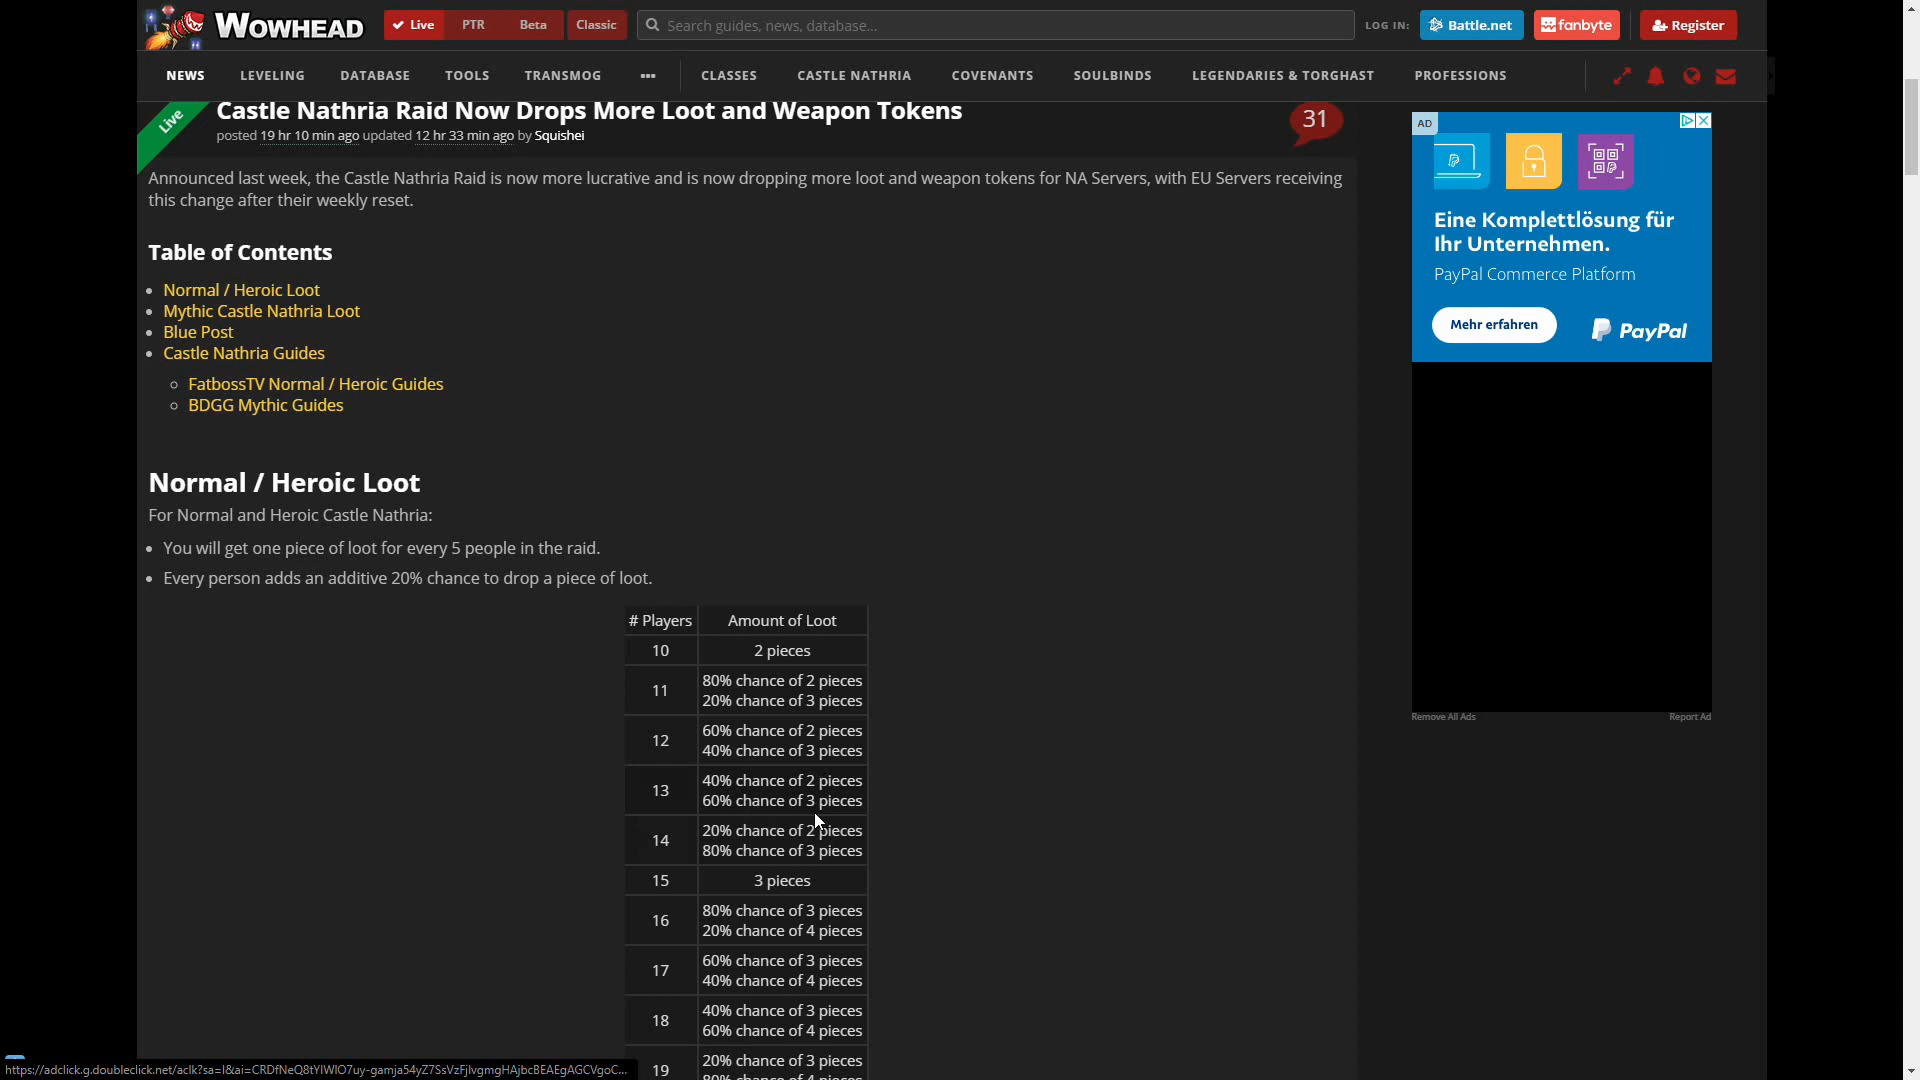 WOWHEAD
Live PTR Beta Classic
Search guides, news, database...
LOG IN: Battle.net fanbyte Register
NEWS LEVELING DATABASE TOOLS TRANSMOG ••• CLASSES CASTLE NATHRIA COVENANTS SOULBINDS LEGENDARIES & TORGHAST PROFESSIONS
Live
Castle Nathria Raid Now Drops More Loot and Weapon Tokens
31
posted 19 hr 10 min ago updated 12 hr 33 min ago by Squishei
Announced last week, the Castle Nathria Raid is now more lucrative and is now dropping more loot and weapon tokens for NA Servers, with EU Servers receiving
this change after their weekly reset.
Table of Contents
• Normal / Heroic Loot
• Mythic Castle Nathria Loot
• Blue Post
• Castle Nathria Guides
◦ FatbossTV Normal / Heroic Guides
◦ BDGG Mythic Guides
Normal / Heroic Loot
For Normal and Heroic Castle Nathria:
• You will get one piece of loot for every 5 people in the raid.
• Every person adds an additive 20% chance to drop a piece of loot.
# Players Amount of Loot
10 2 pieces
11 80% chance of 2 pieces
20% chance of 3 pieces
12 60% chance of 2 pieces
40% chance of 3 pieces
13 40% chance of 2 pieces
60% chance of 3 pieces
14 20% chance of 2 pieces
80% chance of 3 pieces
15 3 pieces
16 80% chance of 3 pieces
20% chance of 4 pieces
17 60% chance of 3 pieces
40% chance of 4 pieces
18 40% chance of 3 pieces
60% chance of 4 pieces
19 20% chance of 3 pieces
80% chance of 4 pieces
AD
Eine Komplettlösung für
Ihr Unternehmen.
PayPal Commerce Platform
Mehr erfahren
PayPal
Remove All Ads Report Ad